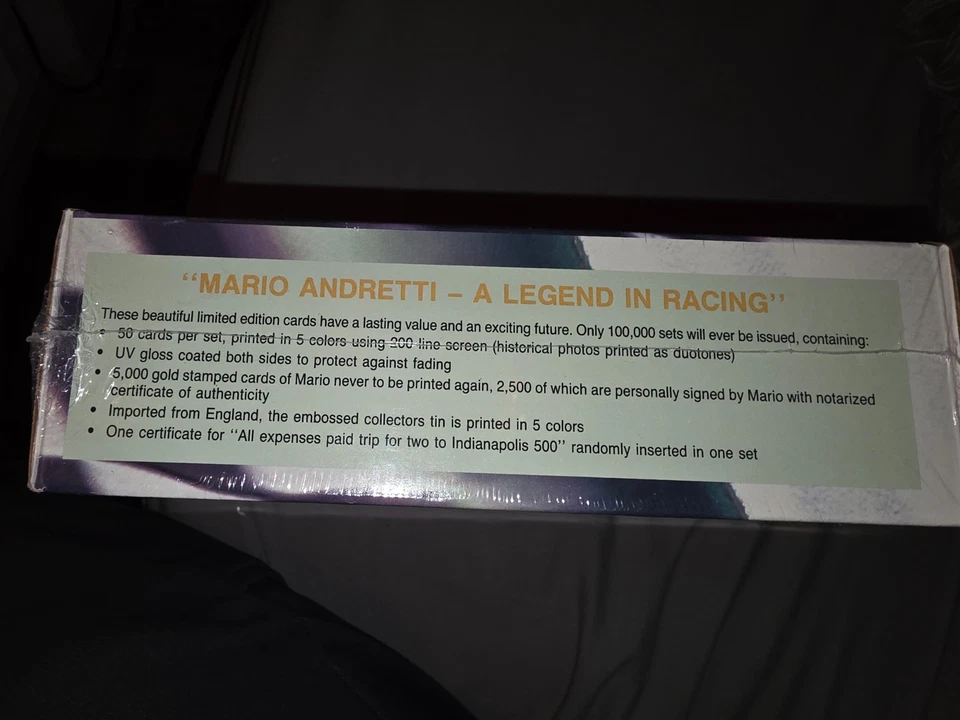 “MARIO ANDRETTI – A LEGEND IN RACING”
These beautiful limited edition cards have a lasting value and an exciting future. Only 100,000 sets will ever be issued, containing:
• 50 cards per set, printed in 5 colors using 200 line screen (historical photos printed as duotones)
• UV gloss coated both sides to protect against fading
• 5,000 gold stamped cards of Mario never to be printed again, 2,500 of which are personally signed by Mario with notarized
certificate of authenticity
• Imported from England, the embossed collectors tin is printed in 5 colors
• One certificate for “All expenses paid trip for two to Indianapolis 500” randomly inserted in one set